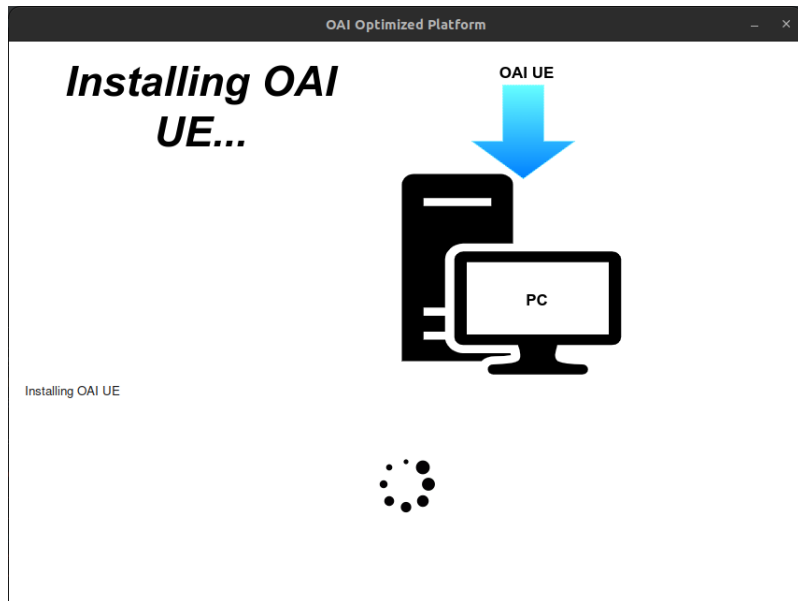 OAI Optimized Platform
Installing OAI
UE...
OAI UE
PC
Installing OAI UE